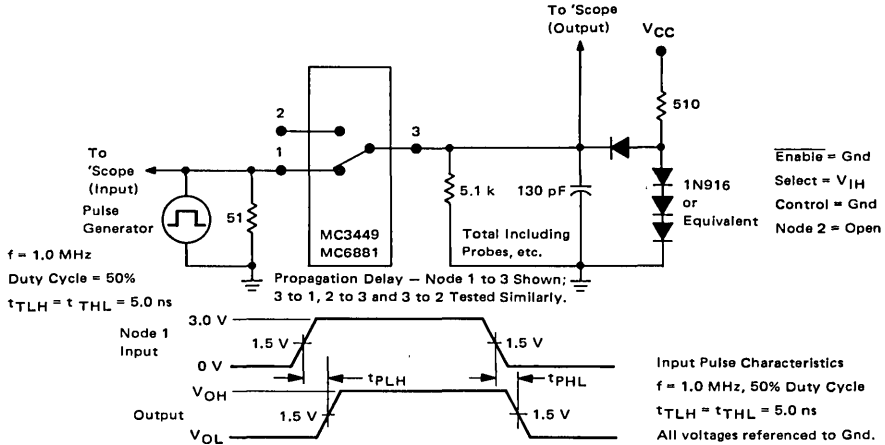 To 'Scope
(Output)
VCC
510
2
1
3
To
'Scope
(Input)
Pulse
Generator
51
5.1 k
130 pF
1N916
or
Equivalent
Enable = Gnd
Select = VIH
Control = Gnd
Node 2 = Open
MC3449
MC6881
Total Including
Probes, etc.
f = 1.0 MHz
Duty Cycle = 50%
tTLH = tTHL = 5.0 ns
Propagation Delay — Node 1 to 3 Shown;
3 to 1, 2 to 3 and 3 to 2 Tested Similarly.
Node 1
Input
3.0 V
1.5 V
1.5 V
0 V
tPLH
tPHL
Output
VOH
1.5 V
1.5 V
VOL
Input Pulse Characteristics
f = 1.0 MHz, 50% Duty Cycle
tTLH = tTHL = 5.0 ns
All voltages referenced to Gnd.